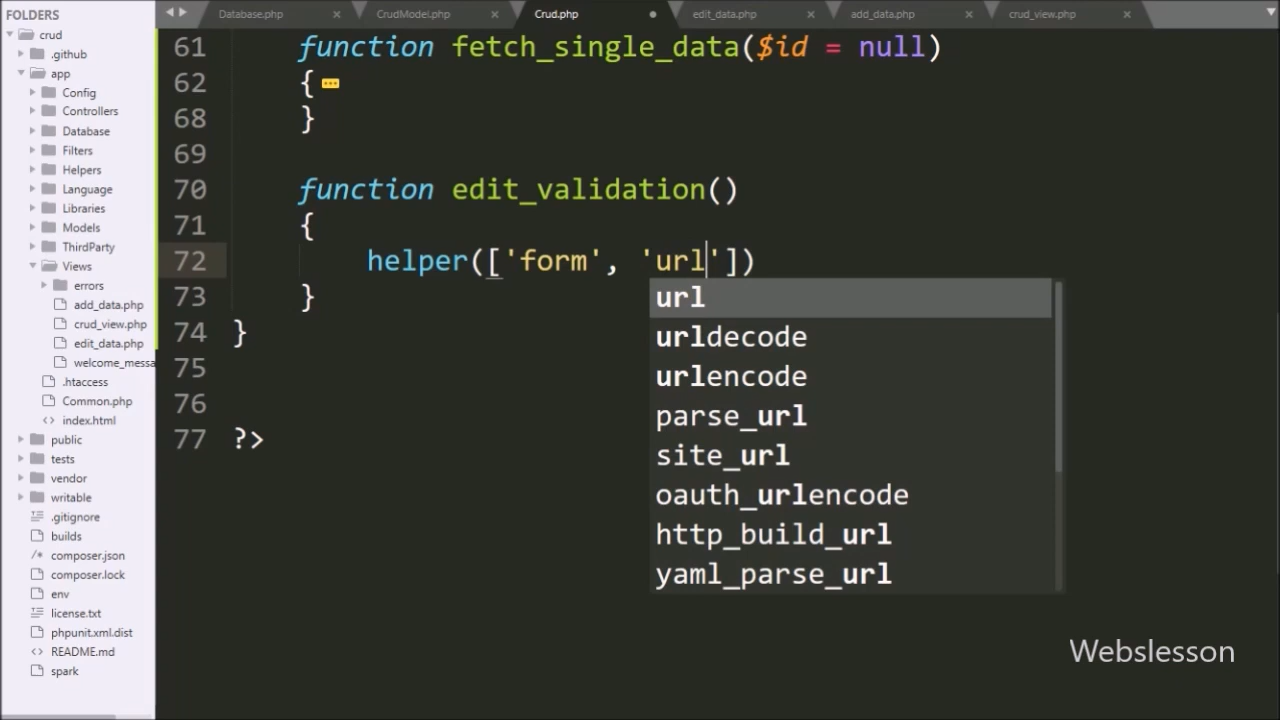 FOLDERS
crud
.github
app
Config
Controllers
Database
Filters
Helpers
Language
Libraries
Models
ThirdParty
Views
errors
add_data.php
crud_view.php
edit_data.php
welcome_messa
.htaccess
Common.php
index.html
public
tests
vendor
writable
.gitignore
builds
composer.json
composer.lock
env
license.txt
phpunit.xml.dist
README.md
spark
Database.php
CrudModel.php
Crud.php
edit_data.php
add_data.php
crud_view.php
61 function fetch_single_data($id = null)
62 {
68 }
69
70 function edit_validation()
71 {
72 helper(['form', 'url'])
73 }
74 }
75
76
77 ?>
url
urldecode
urlencode
parse_url
site_url
oauth_urlencode
http_build_url
yaml_parse_url
Webslesson